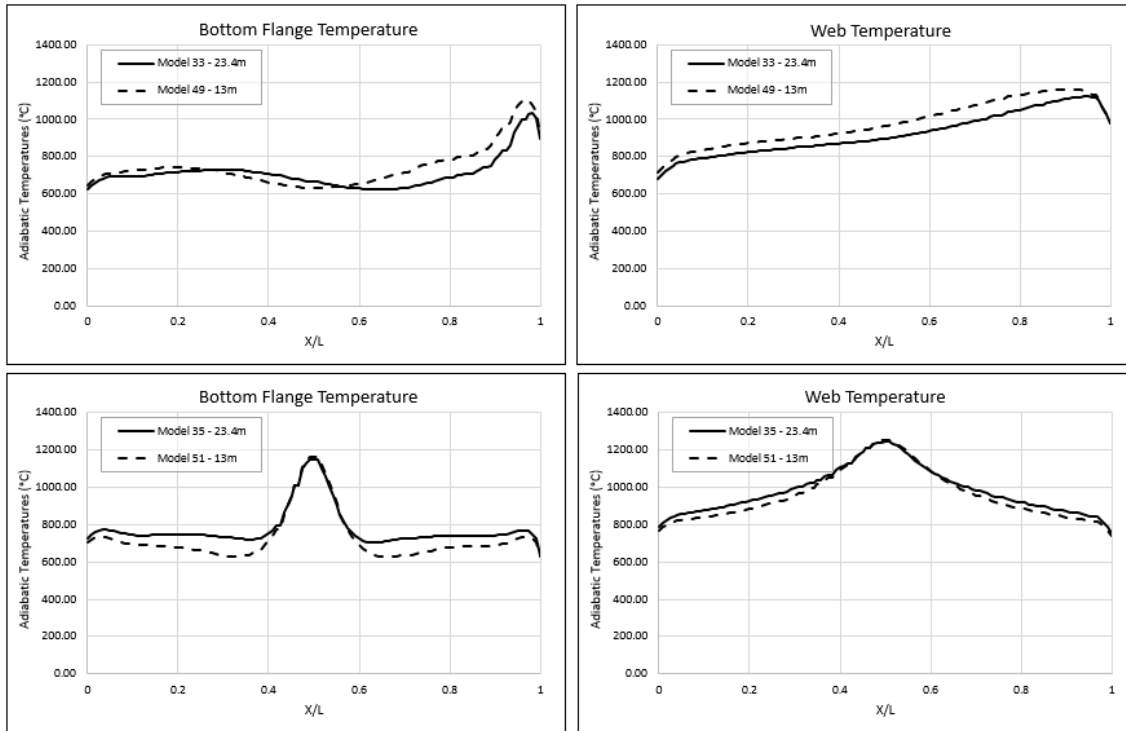 Bottom Flange Temperature
1400.00
1200.00
1000.00
800.00
600.00
400.00
200.00
0.00
Adiabatic Temperatures (°C)
Model 33 - 23.4m
Model 49 - 13m
0 0.2 0.4 0.6 0.8 1
X/L
Web Temperature
1400.00
1200.00
1000.00
800.00
600.00
400.00
200.00
0.00
Adiabatic Temperatures (°C)
Model 33 - 23.4m
Model 49 - 13m
0 0.2 0.4 0.6 0.8 1
X/L
Bottom Flange Temperature
1400.00
1200.00
1000.00
800.00
600.00
400.00
200.00
0.00
Adiabatic Temperatures (°C)
Model 35 - 23.4m
Model 51 - 13m
0 0.2 0.4 0.6 0.8 1
X/L
Web Temperature
1400.00
1200.00
1000.00
800.00
600.00
400.00
200.00
0.00
Adiabatic Temperatures (°C)
Model 35 - 23.4m
Model 51 - 13m
0 0.2 0.4 0.6 0.8 1
X/L